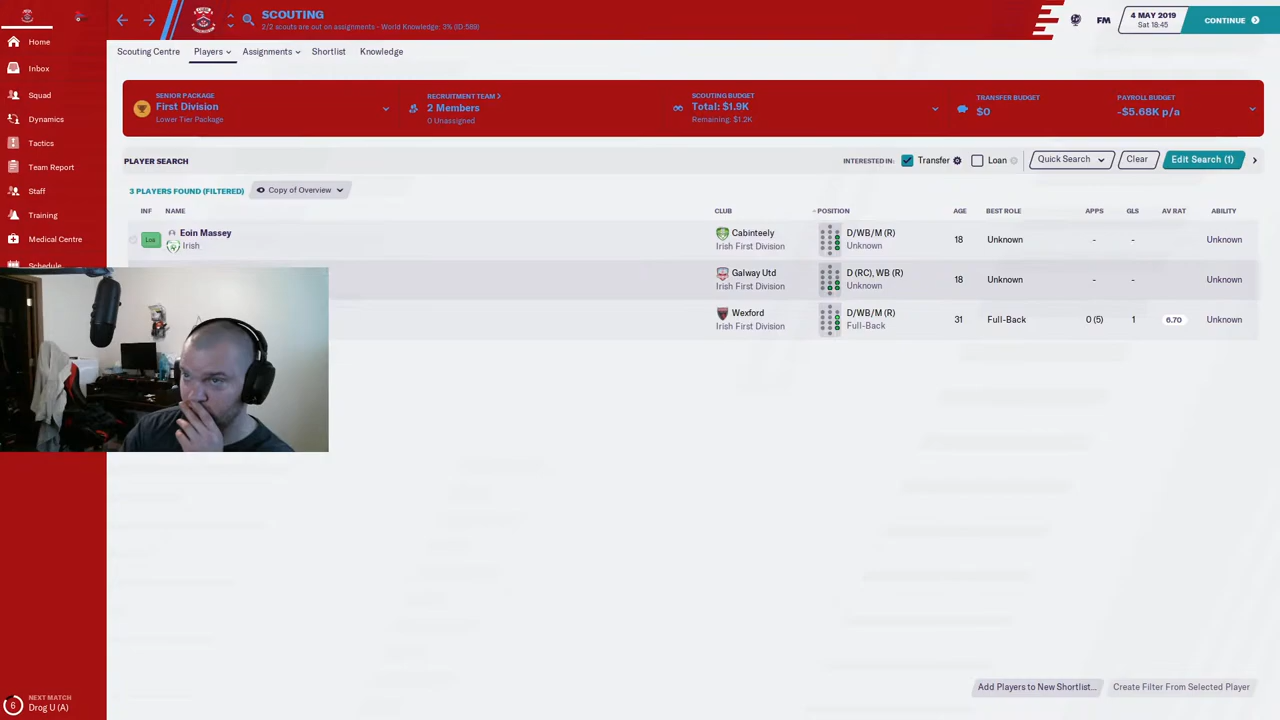 SCOUTING
2/2 scouts are out on assignments - World Knowledge: 3% (ID:589)
FM
4 MAY 2019
Sat 18:45
CONTINUE
Home
Inbox
Squad
Dynamics
Tactics
Team Report
Staff
Training
Medical Centre
Schedule
Scouting Centre Players Assignments Shortlist Knowledge
SENIOR PACKAGE
First Division
Lower Tier Package
RECRUITMENT TEAM >
2 Members
0 Unassigned
SCOUTING BUDGET
Total: $1.9K
Remaining: $1.2K
TRANSFER BUDGET
$0
PAYROLL BUDGET
-$5.68K p/a
PLAYER SEARCH
INTERESTED IN: Transfer Loan Quick Search Clear Edit Search (1)
3 PLAYERS FOUND (FILTERED) Copy of Overview
INF NAME CLUB POSITION AGE BEST ROLE APPS GLS AV RAT ABILITY
Eoin Massey
Irish
Cabinteely
Irish First Division
D/WB/M (R)
Unknown
18 Unknown - - Unknown
Galway Utd
Irish First Division
D (RC), WB (R)
Unknown
18 Unknown - - Unknown
Wexford
Irish First Division
D/WB/M (R)
Full-Back
31 Full-Back 0 (5) 1 6.70 Unknown
Add Players to New Shortlist... Create Filter From Selected Player
6
NEXT MATCH
Drog U (A)